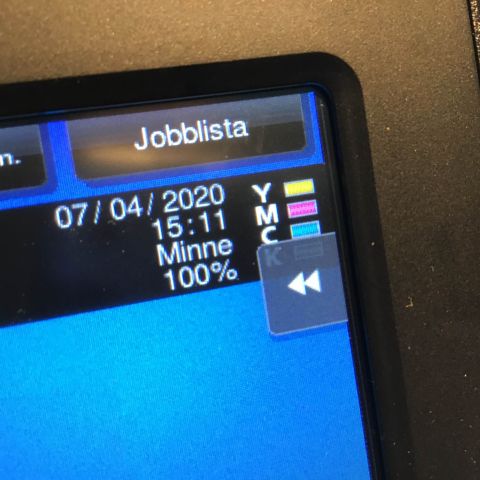 n.
Jobblista
07/04/2020
15:11
Minne
100%
Y
M
C
K